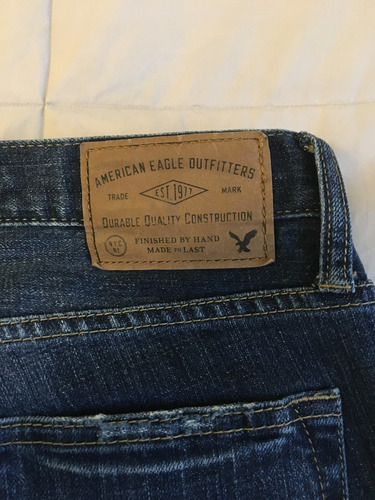 AMERICAN EAGLE OUTFITTERS
TRADE EST. 1977 MARK
DURABLE QUALITY CONSTRUCTION
FINISHED BY HAND
MADE TO LAST